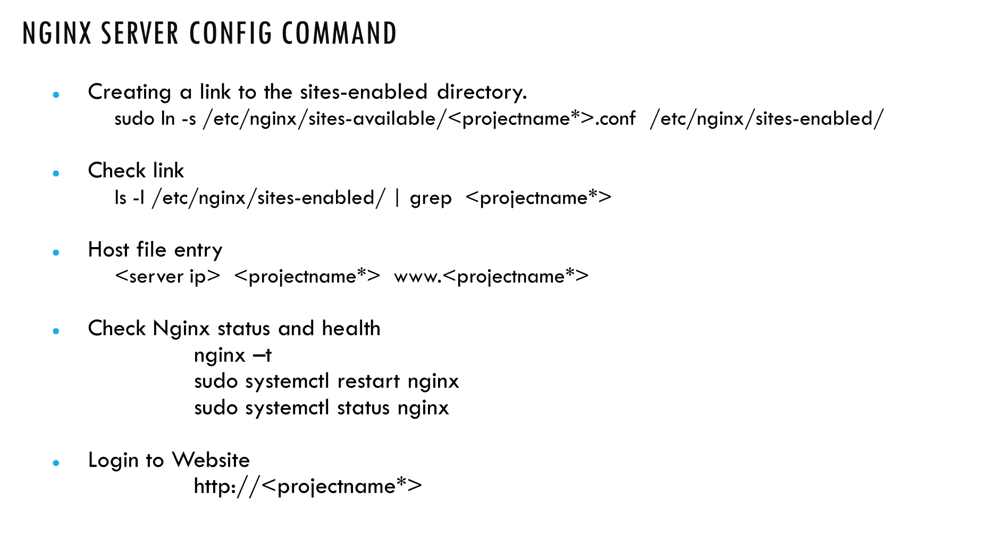 NGINX SERVER CONFIG COMMAND
• Creating a link to the sites-enabled directory.
sudo ln -s /etc/nginx/sites-available/<projectname*>.conf /etc/nginx/sites-enabled/
• Check link
ls -l /etc/nginx/sites-enabled/ | grep <projectname*>
• Host file entry
<server ip> <projectname*> www.<projectname*>
• Check Nginx status and health
nginx –t
sudo systemctl restart nginx
sudo systemctl status nginx
• Login to Website
http://<projectname*>